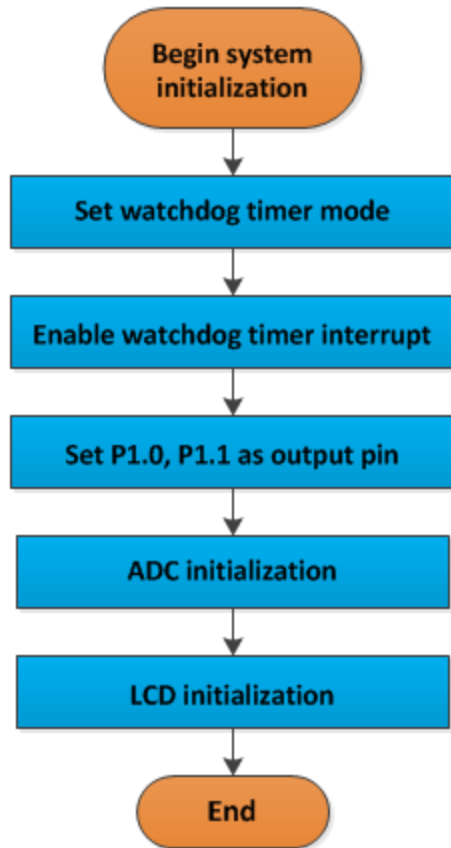 Begin system
initialization
Set watchdog timer mode
Enable watchdog timer interrupt
Set P1.0, P1.1 as output pin
ADC initialization
LCD initialization
End